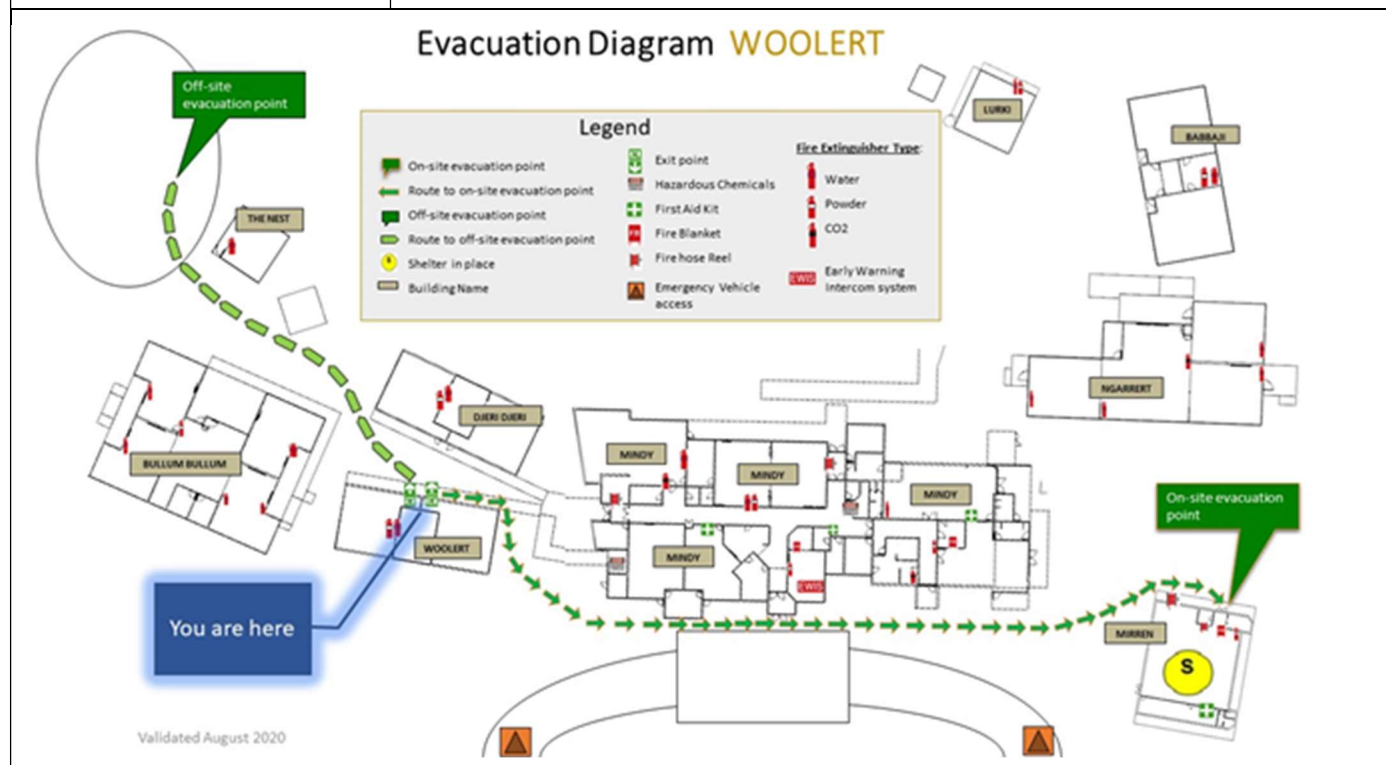 Evacuation Diagram WOOLERT
Off-site
evacuation point
LURKI
BABBAJI
Legend
On-site evacuation point
Route to on-site evacuation point
Off-site evacuation point
Route to off-site evacuation point
S
Shelter in place
Building Name
Exit point
Hazardous Chemicals
First Aid Kit
FB
Fire Blanket
Fire hose Reel
Emergency Vehicle
access
Fire Extinguisher Type:
Water
Powder
CO2
EWIS
Early Warning
Intercom system
THE NEST
NGARRERT
DJERI DJERI
BULLUM BULLUM
MINDY
MINDY
MINDY
MINDY
WOOLERT
EWIS
On-site evacuation
point
You are here
MIRREN
S
Validated August 2020